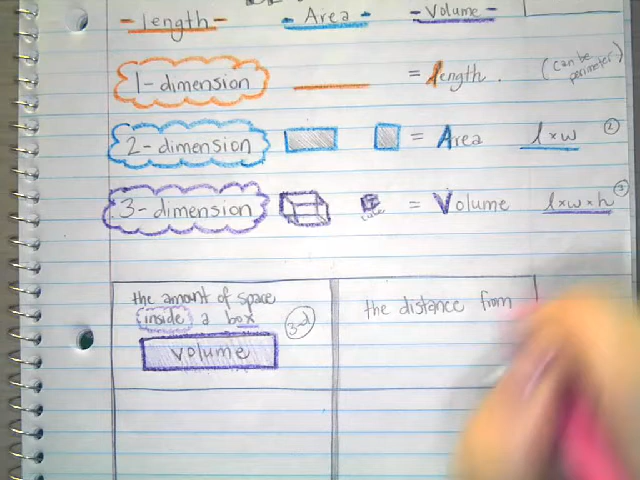 -length- -Area- -Volume-
1-dimension = length. (can be perimeter)
2-dimension = Area l×w ②
3-dimension = Volume l×w×h ③
the amount of space
inside a box 3-d
volume
the distance from